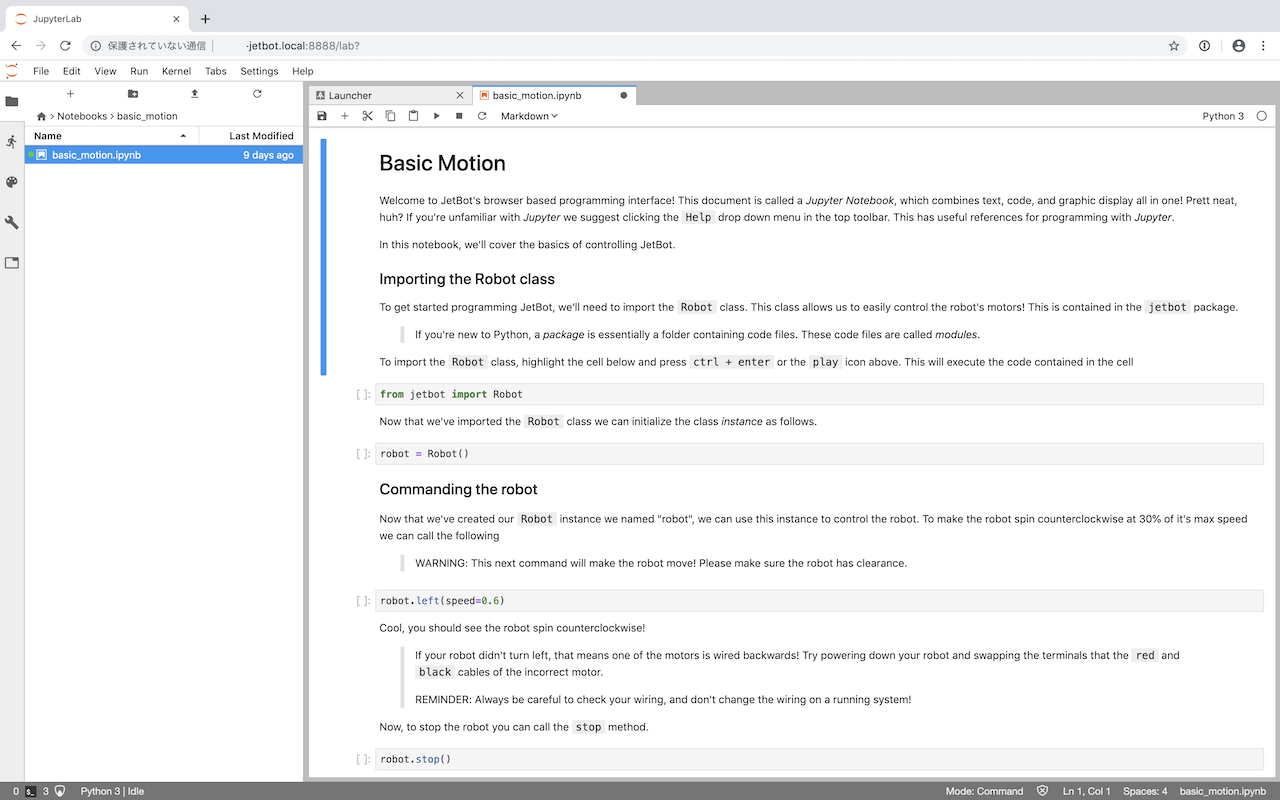 JupyterLab
保護されていない通信 -jetbot.local:8888/lab?
File Edit View Run Kernel Tabs Settings Help
Launcher
basic_motion.ipynb
Notebooks > basic_motion
Markdown
Python 3
Name Last Modified
basic_motion.ipynb 9 days ago
Basic Motion
Welcome to JetBot's browser based programming interface! This document is called a Jupyter Notebook, which combines text, code, and graphic display all in one! Prett neat,
huh? If you're unfamiliar with Jupyter we suggest clicking the Help drop down menu in the top toolbar. This has useful references for programming with Jupyter.
In this notebook, we'll cover the basics of controlling JetBot.
Importing the Robot class
To get started programming JetBot, we'll need to import the Robot class. This class allows us to easily control the robot's motors! This is contained in the jetbot package.
If you're new to Python, a package is essentially a folder containing code files. These code files are called modules.
To import the Robot class, highlight the cell below and press ctrl + enter or the play icon above. This will execute the code contained in the cell
[ ]: from jetbot import Robot
Now that we've imported the Robot class we can initialize the class instance as follows.
[ ]: robot = Robot()
Commanding the robot
Now that we've created our Robot instance we named "robot", we can use this instance to control the robot. To make the robot spin counterclockwise at 30% of it's max speed
we can call the following
WARNING: This next command will make the robot move! Please make sure the robot has clearance.
[ ]: robot.left(speed=0.6)
Cool, you should see the robot spin counterclockwise!
If your robot didn't turn left, that means one of the motors is wired backwards! Try powering down your robot and swapping the terminals that the red and
black cables of the incorrect motor.
REMINDER: Always be careful to check your wiring, and don't change the wiring on a running system!
Now, to stop the robot you can call the stop method.
[ ]: robot.stop()
0 3 Python 3 | Idle Mode: Command Ln 1, Col 1 Spaces: 4 basic_motion.ipynb